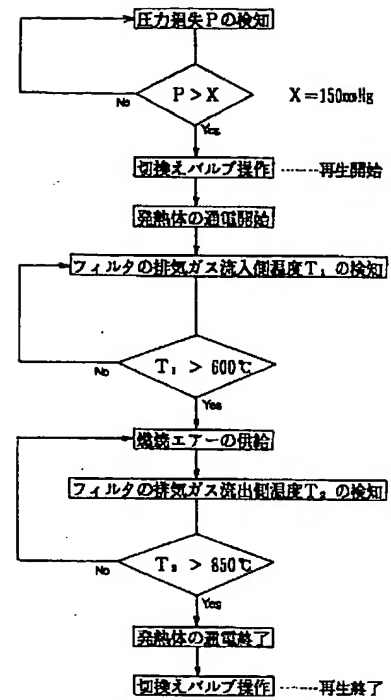 圧力損失Pの検知
P>X
X=150mmHg
No
Yes
切換えバルブ操作 ……再生開始
発熱体の通電開始
フィルタの排気ガス流入側温度T₁の検知
T₁ > 600℃
No
Yes
燃焼エアーの供給
フィルタの排気ガス流出側温度T₂の検知
T₂ > 850℃
No
Yes
発熱体の通電終了
切換えバルブ操作 ……再生終了